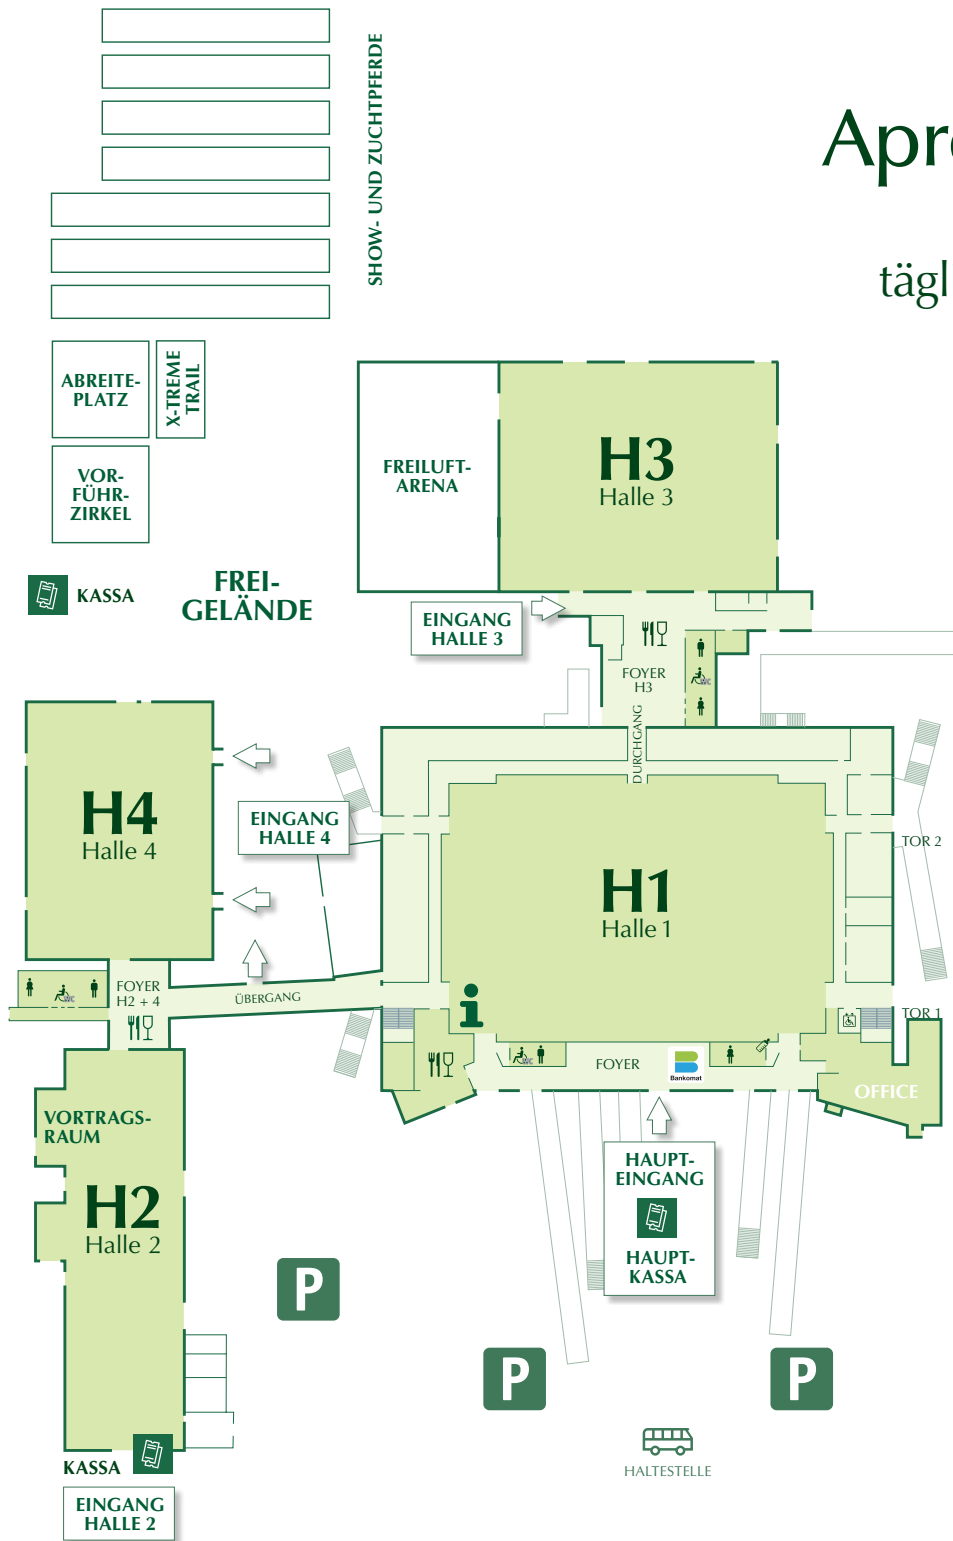 SHOW- UND ZUCHTPFERDE
tägl
ABREITE-
PLATZ
X-TREME
TRAIL
VOR-
FÜHR-
ZIRKEL
KASSA
FREI-
GELÄNDE
FREILUFT-
ARENA
H3
Halle 3
EINGANG
HALLE 3
FOYER
H3
WC
DURCHGANG
H4
Halle 4
EINGANG
HALLE 4
H1
Halle 1
TOR 2
TOR 1
FOYER
H2 + 4
WC
ÜBERGANG
WC
FOYER
Bankomat
OFFICE
VORTRAGS-
RAUM
H2
Halle 2
HAUPT-
EINGANG
HAUPT-
KASSA
P
P
P
HALTESTELLE
KASSA
EINGANG
HALLE 2